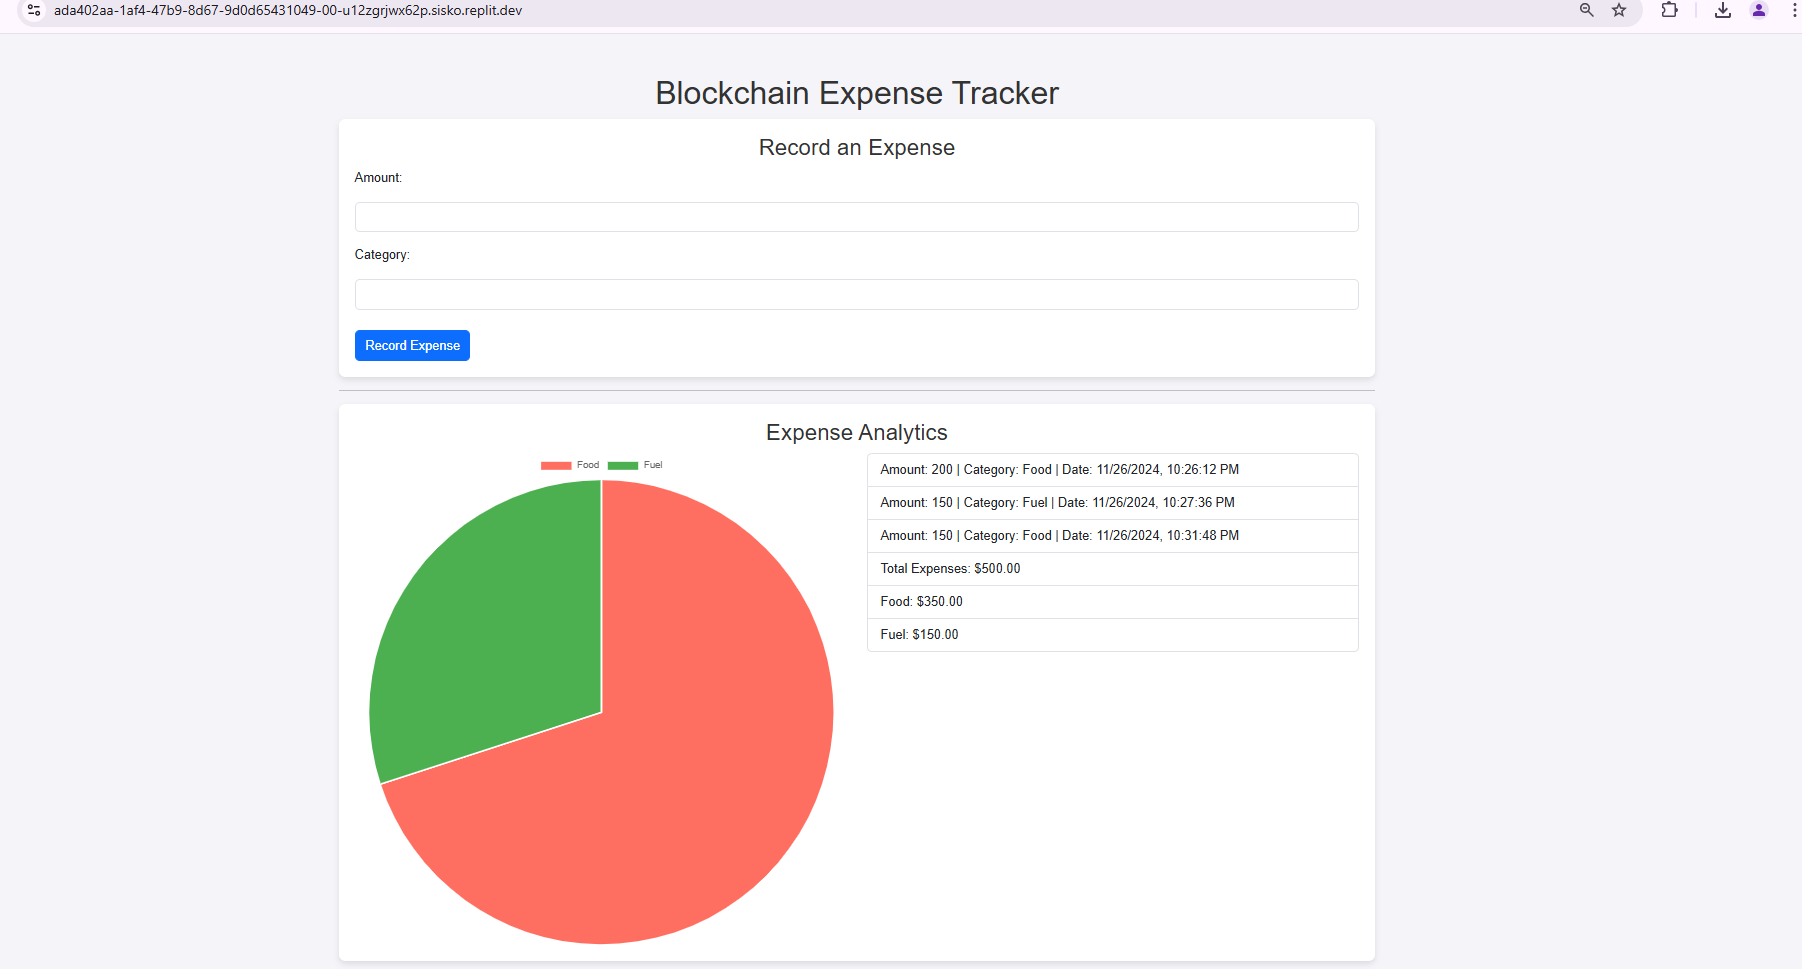 ada402aa-1af4-47b9-8d67-9d0d65431049-00-u12zgrjwx62p.sisko.replit.dev
Blockchain Expense Tracker
Record an Expense
Amount:
Category:
Record Expense
Expense Analytics
Food Fuel
Amount: 200 | Category: Food | Date: 11/26/2024, 10:26:12 PM
Amount: 150 | Category: Fuel | Date: 11/26/2024, 10:27:36 PM
Amount: 150 | Category: Food | Date: 11/26/2024, 10:31:48 PM
Total Expenses: $500.00
Food: $350.00
Fuel: $150.00